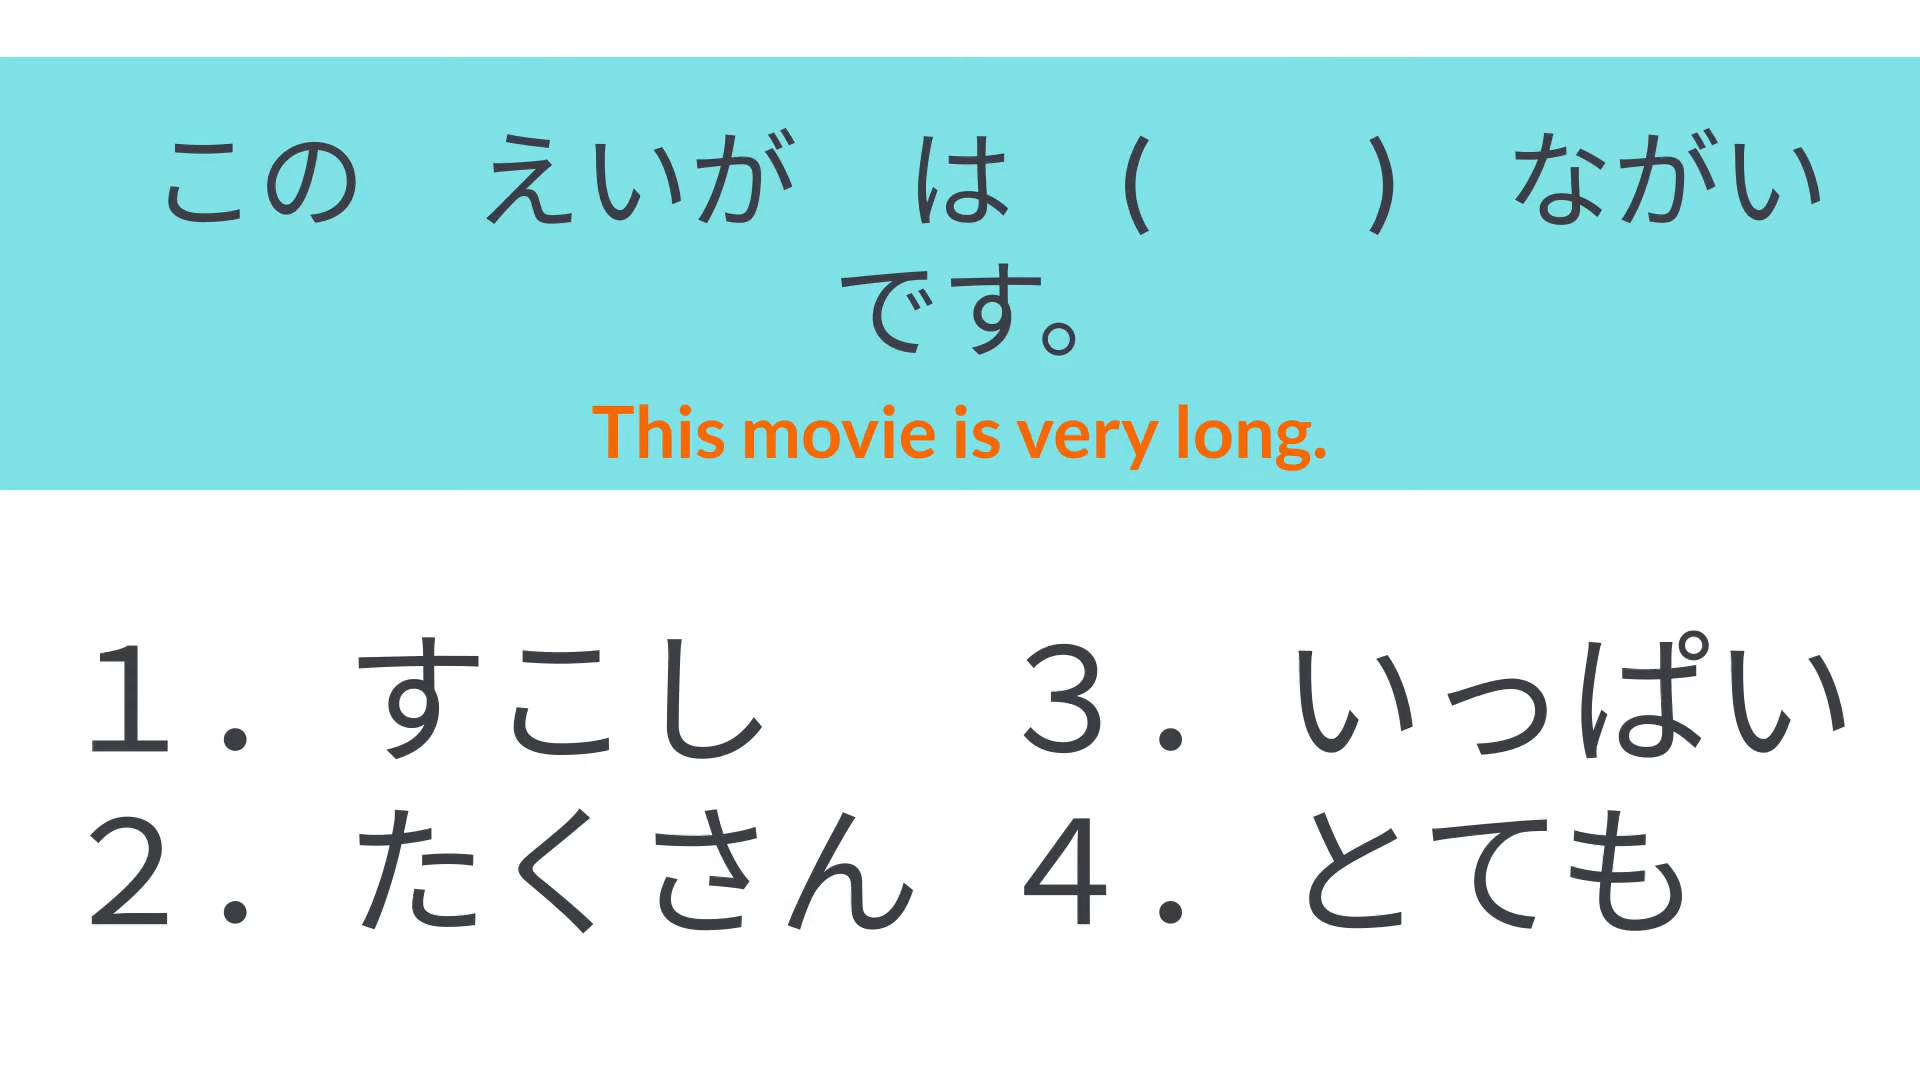 この　えいが　は　(　　)　ながい
です。
This movie is very long.
１．すこし　　３．いっぱい
２．たくさん　４．とても